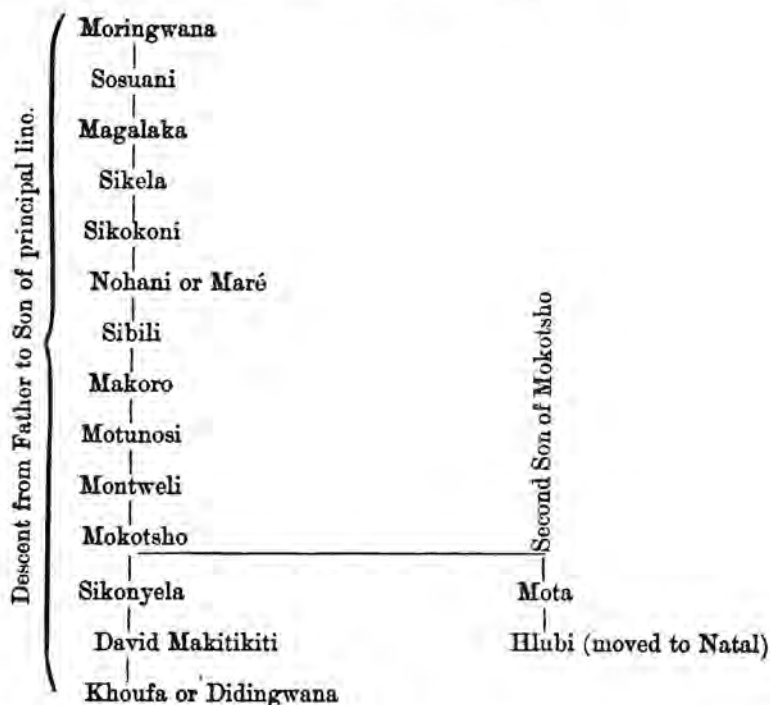 Descent from Father to Son of principal line.
Moringwana
Sosuani
Magalaka
Sikela
Sikokoni
Nohani or Maré
Sibili
Makoro
Motunosi
Montweli
Mokotsho
Second Son of Mokotsho
Sikonyela
Mota
David Makitikiti
Hlubi (moved to Natal)
Khoufa or Didingwana